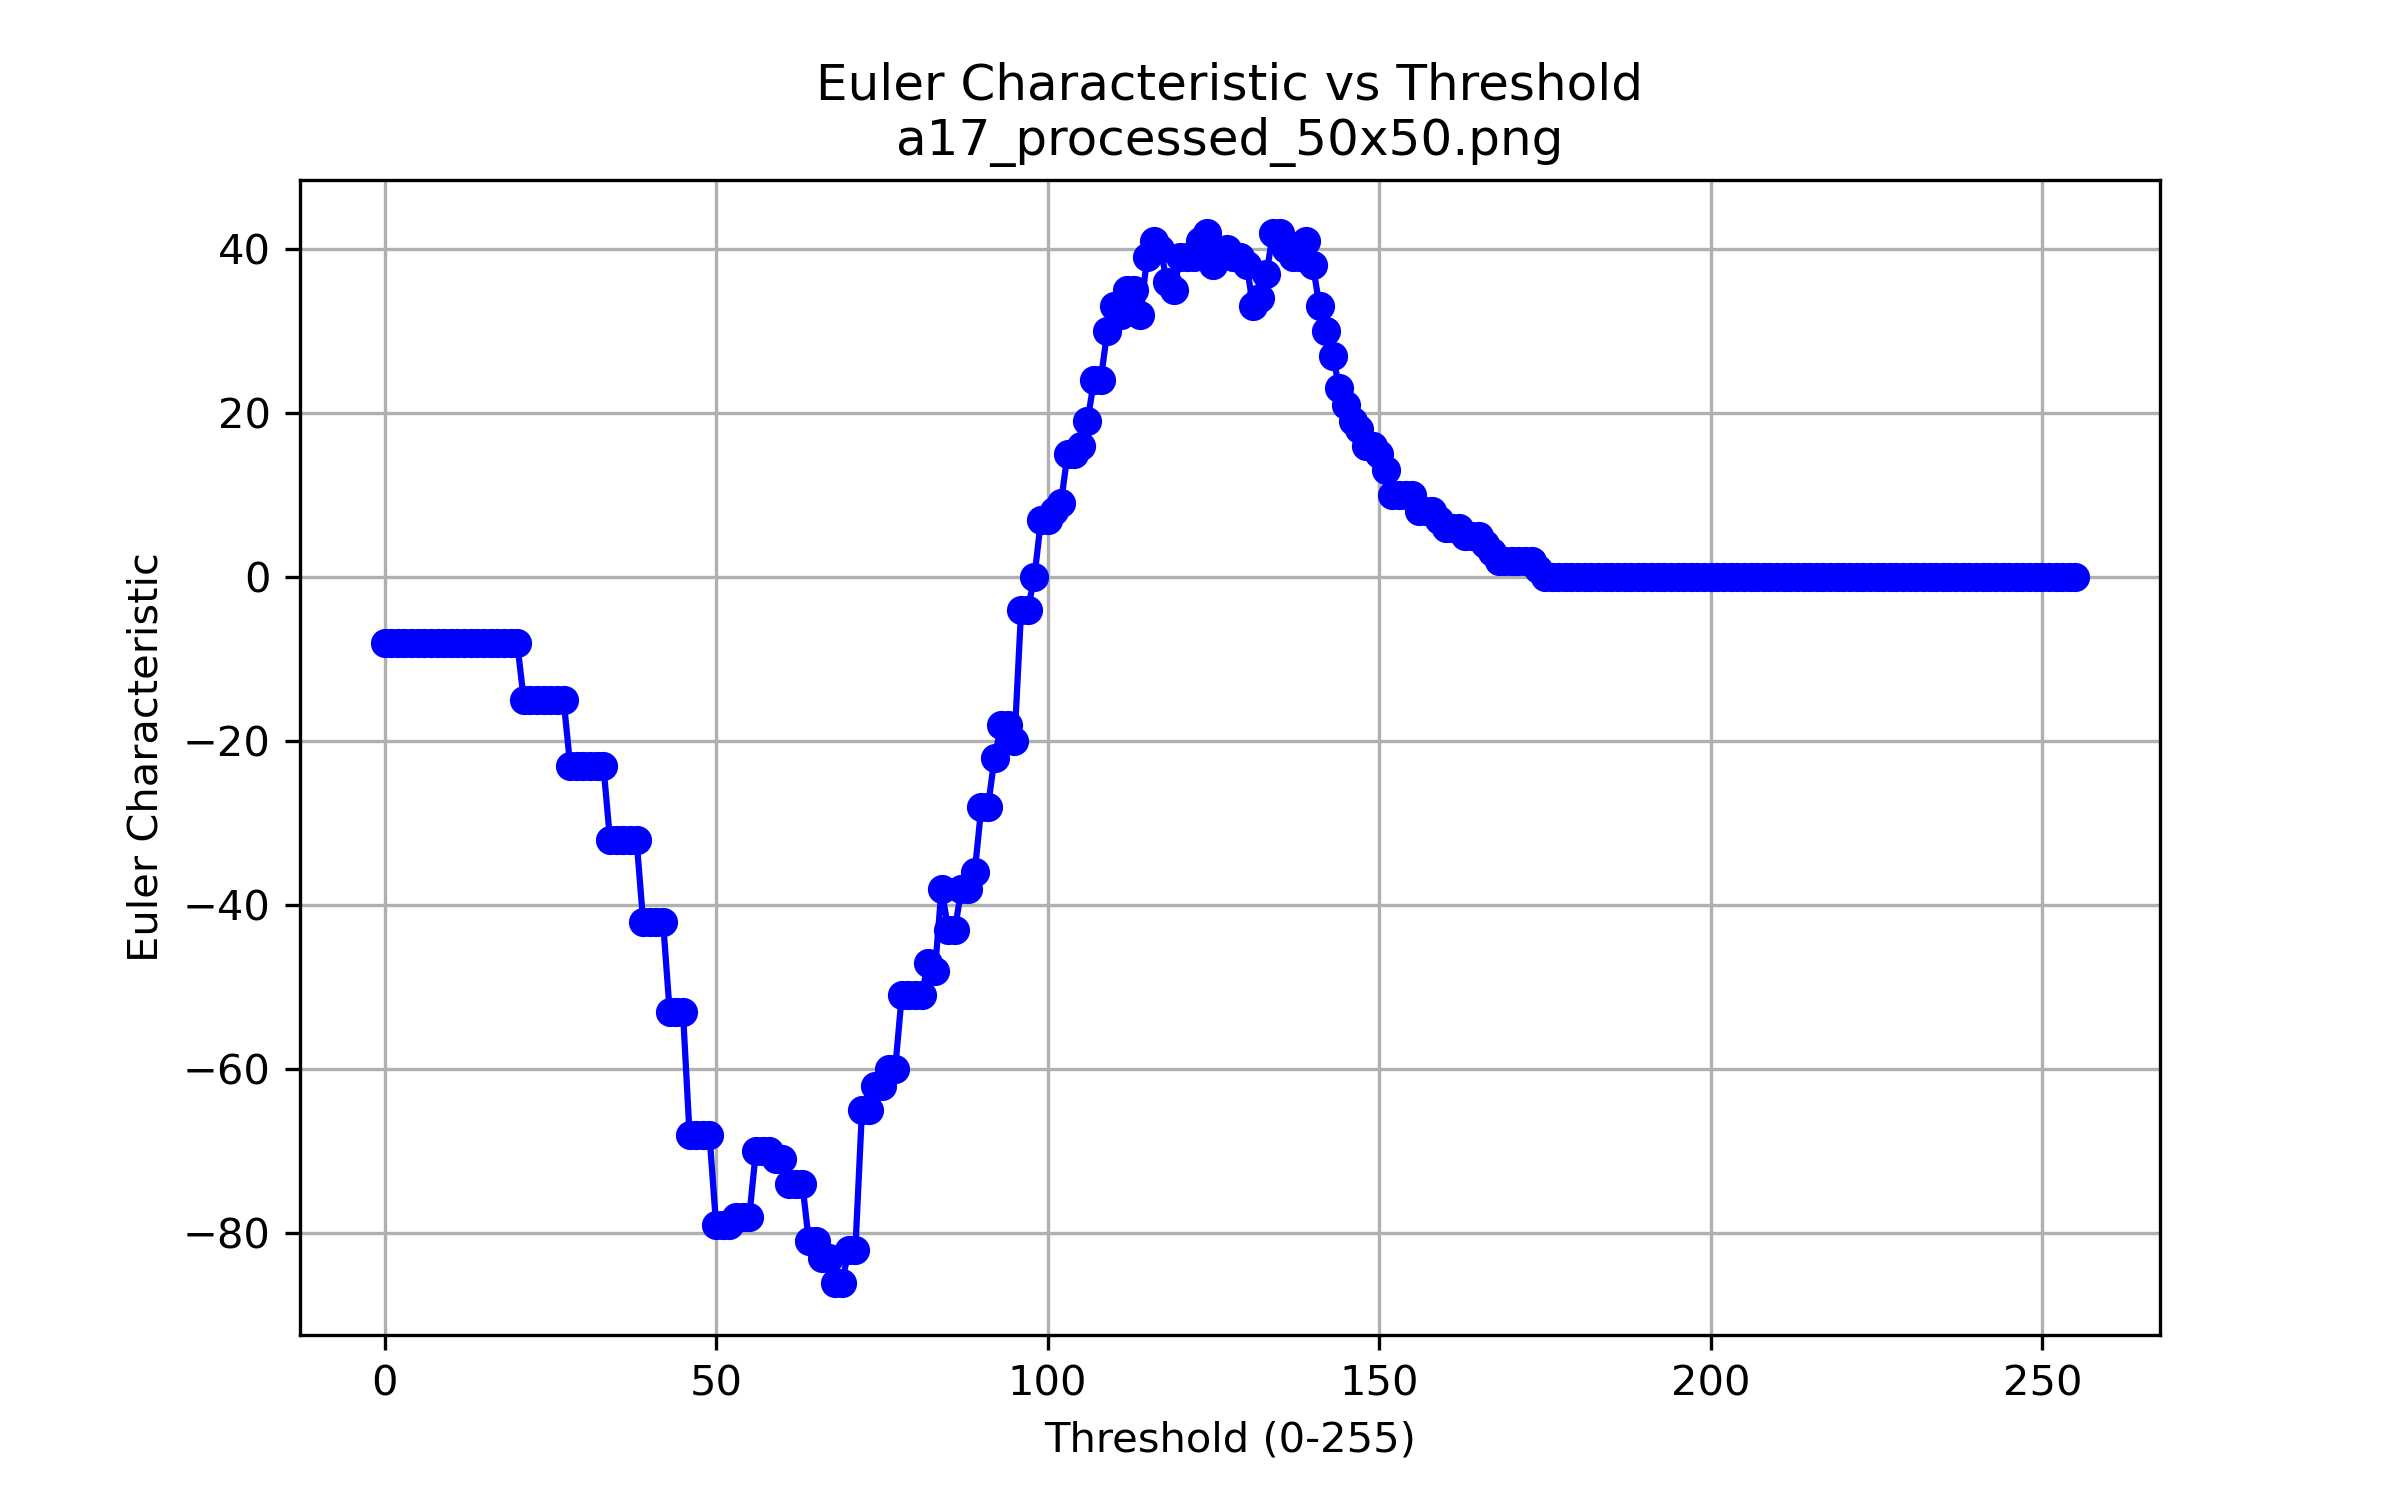 Euler Characteristic vs Threshold
a17_processed_50x50.png
Euler Characteristic
40
20
0
−20
−40
−60
−80
0 50 100 150 200 250
Threshold (0-255)